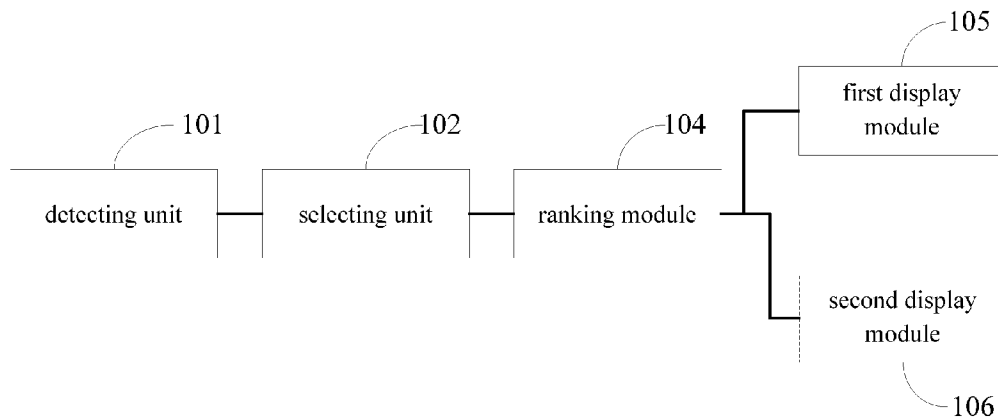 105
first display
module
101
102
104
detecting unit
selecting unit
ranking module
second display
module
106